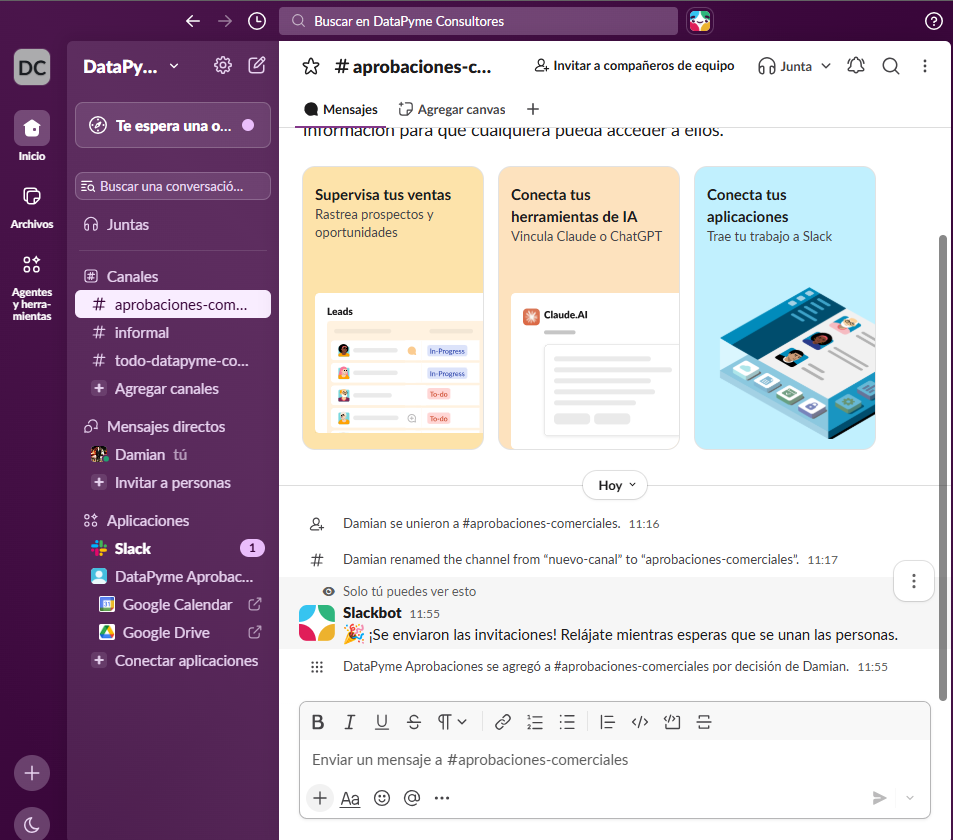 Buscar en DataPyme Consultores
DC
Inicio
Archivos
Agentes
y herra-
mientas
DataPy...
Te espera una o...
Buscar una conversació...
Juntas
Canales
# aprobaciones-com...
# informal
# todo-datapyme-co...
+ Agregar canales
Mensajes directos
Damian tú
+ Invitar a personas
Aplicaciones
Slack 1
DataPyme Aprobac...
Google Calendar
Google Drive
+ Conectar aplicaciones
# aprobaciones-c...
Invitar a compañeros de equipo
Junta
Mensajes
Agregar canvas
+
información para que cualquiera pueda acceder a ellos.
Supervisa tus ventas
Rastrea prospectos y
oportunidades
Leads
In-Progress
In-Progress
To-do
To-do
Conecta tus
herramientas de IA
Vincula Claude o ChatGPT
Claude.AI
Conecta tus
aplicaciones
Trae tu trabajo a Slack
Hoy
Damian se unieron a #aprobaciones-comerciales. 11:16
# Damian renamed the channel from “nuevo-canal” to “aprobaciones-comerciales”. 11:17
Solo tú puedes ver esto
Slackbot 11:55
🎉 ¡Se enviaron las invitaciones! Relájate mientras esperas que se unan las personas.
DataPyme Aprobaciones se agregó a #aprobaciones-comerciales por decisión de Damian. 11:55
B I U S
Enviar un mensaje a #aprobaciones-comerciales
+ Aa @